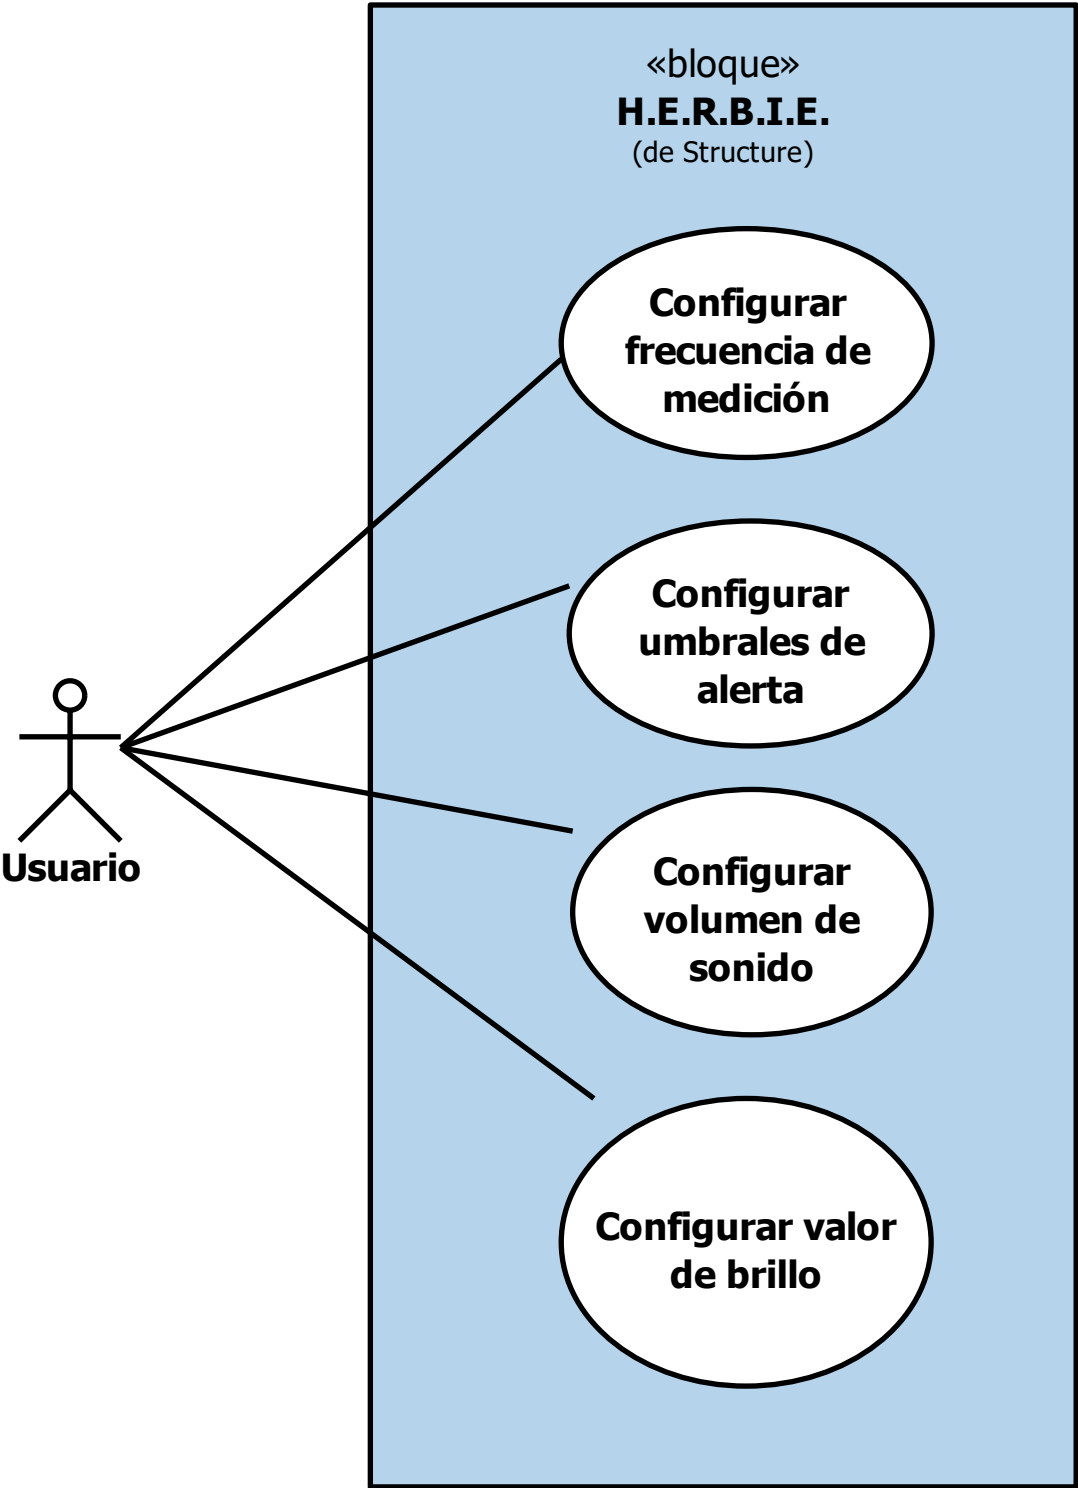 «bloque»
H.E.R.B.I.E.
(de Structure)
Configurar
frecuencia de
medición
Configurar
umbrales de
alerta
Usuario
Configurar
volumen de
sonido
Configurar valor
de brillo